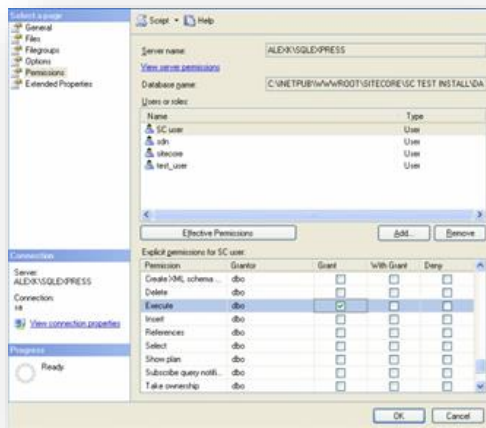 Select a page
General
Files
Filegroups
Options
Permissions
Extended Properties
Script
Help
Server name:
ALEXK\SQLEXPRESS
View server permissions
Database name:
C:\INETPUB\WWWROOT\SITECORE\SC TEST INSTALL\DA
Users or roles:
Name Type
SC user User
sdn User
sitecore User
test_user User
Effective Permissions
Add...
Remove
Explicit permissions for SC user:
Permission Grantor Grant With Grant Deny
Create XML schema ... dbo
Delete dbo
Execute dbo
Insert dbo
References dbo
Select dbo
Show plan dbo
Subscribe query notifi... dbo
Take ownership dbo
Connection
Server:
ALEXK\SQLEXPRESS
Connection:
sa
View connection properties
Progress
Ready
OK
Cancel